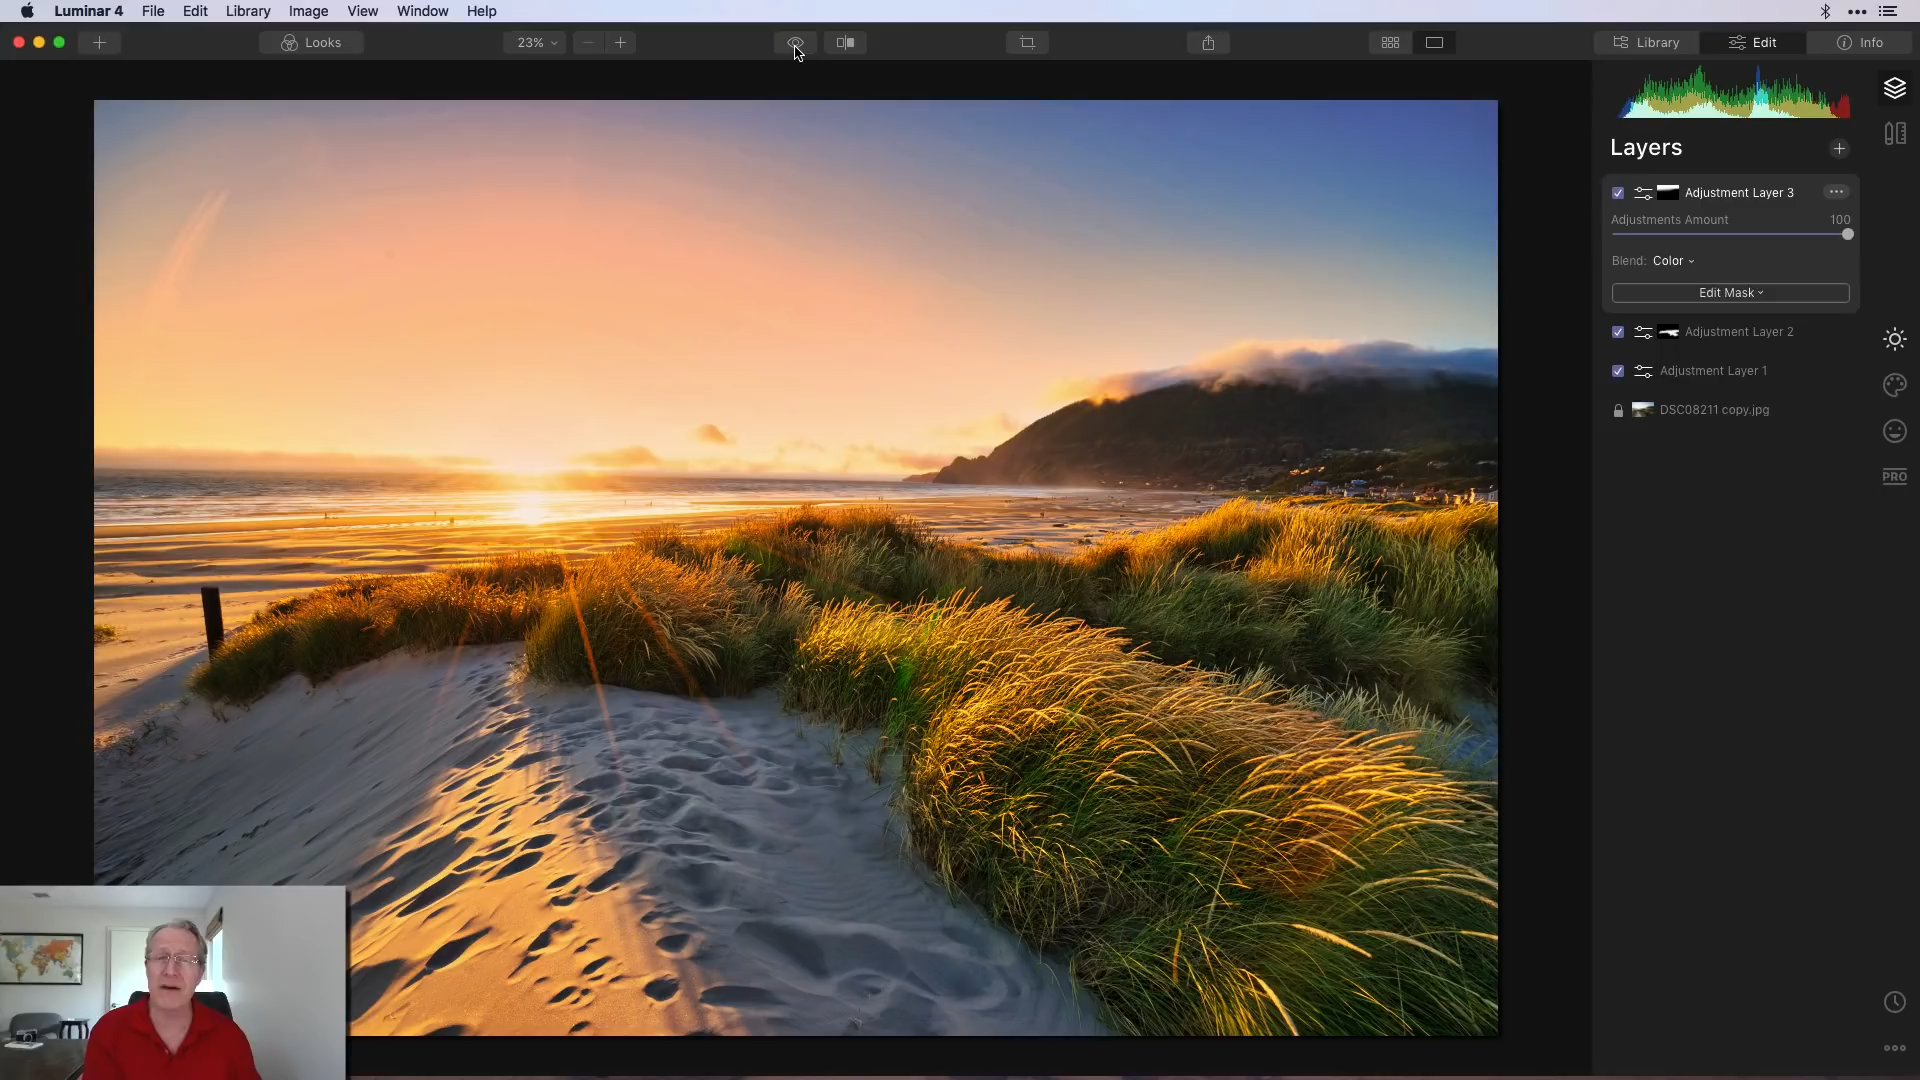 Luminar 4 File Edit Library Image View Window Help
Looks 23% Library Edit Info
Layers
Adjustment Layer 3
Adjustments Amount 100
Blend: Color
Edit Mask
Adjustment Layer 2
Adjustment Layer 1
DSC08211 copy.jpg
PRO